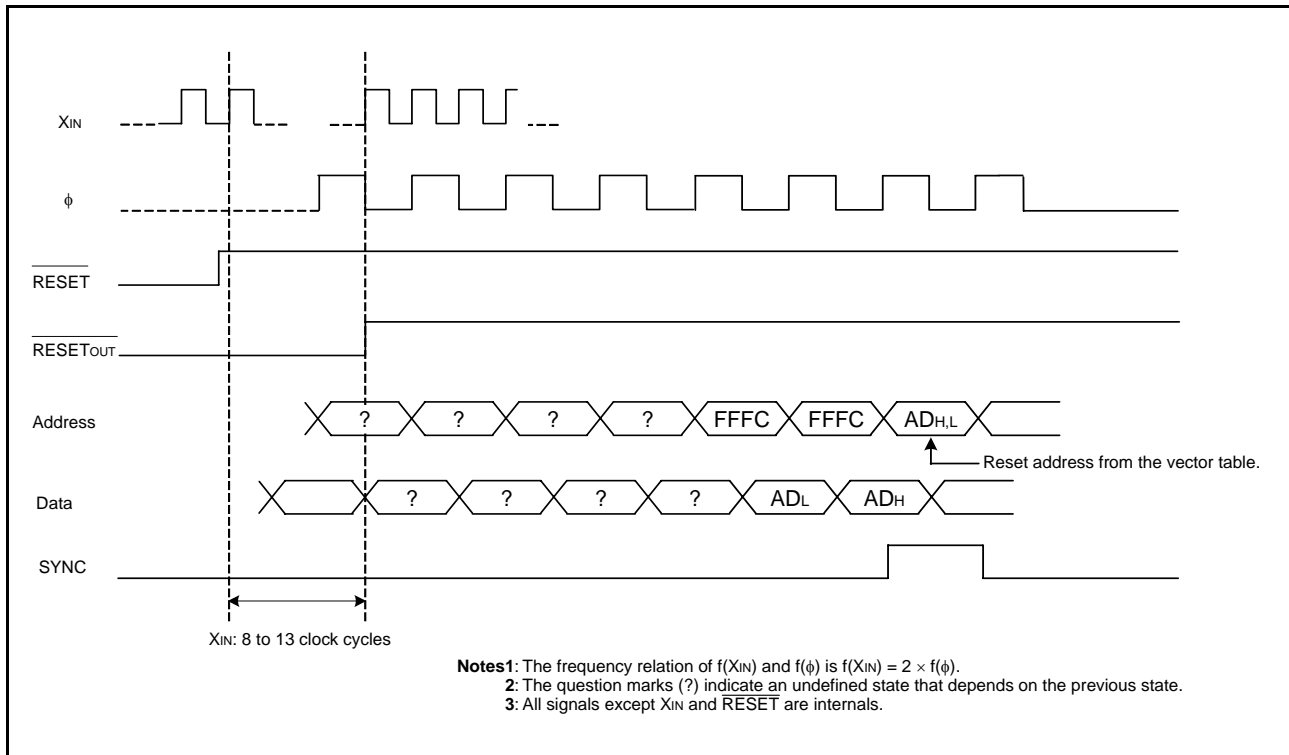 XIN
ϕ
RESET
RESETOUT
Address
? ? ? ? FFFC FFFC ADH,L
Reset address from the vector table.
Data
? ? ? ? ADL ADH
SYNC
XIN: 8 to 13 clock cycles
Notes1: The frequency relation of f(XIN) and f(ϕ) is f(XIN) = 2 × f(ϕ).
2: The question marks (?) indicate an undefined state that depends on the previous state.
3: All signals except XIN and RESET are internals.